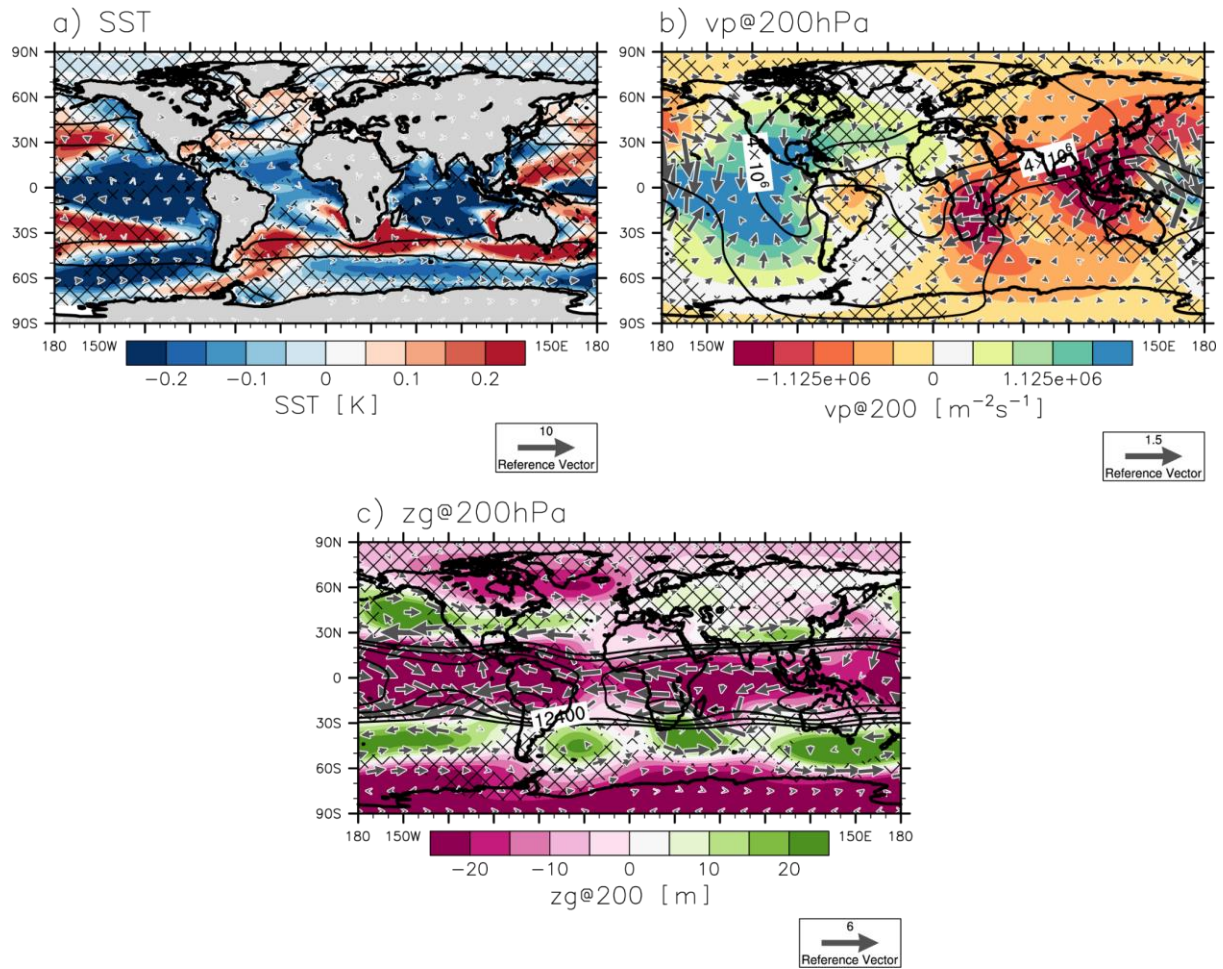 a) SST
90N
60N
30N
0
30S
60S
90S
180 150W 150E 180
−0.2 −0.1 0 0.1 0.2
SST [K]
10
Reference Vector
b) vp@200hPa
90N
60N
30N
0
30S
60S
90S
4×10⁶
4×10⁶
180 150W 150E 180
−1.125e+06 0 1.125e+06
vp@200 [m⁻²s⁻¹]
1.5
Reference Vector
c) zg@200hPa
90N
60N
30N
0
30S
60S
90S
12400
180 150W 150E 180
−20 −10 0 10 20
zg@200 [m]
6
Reference Vector